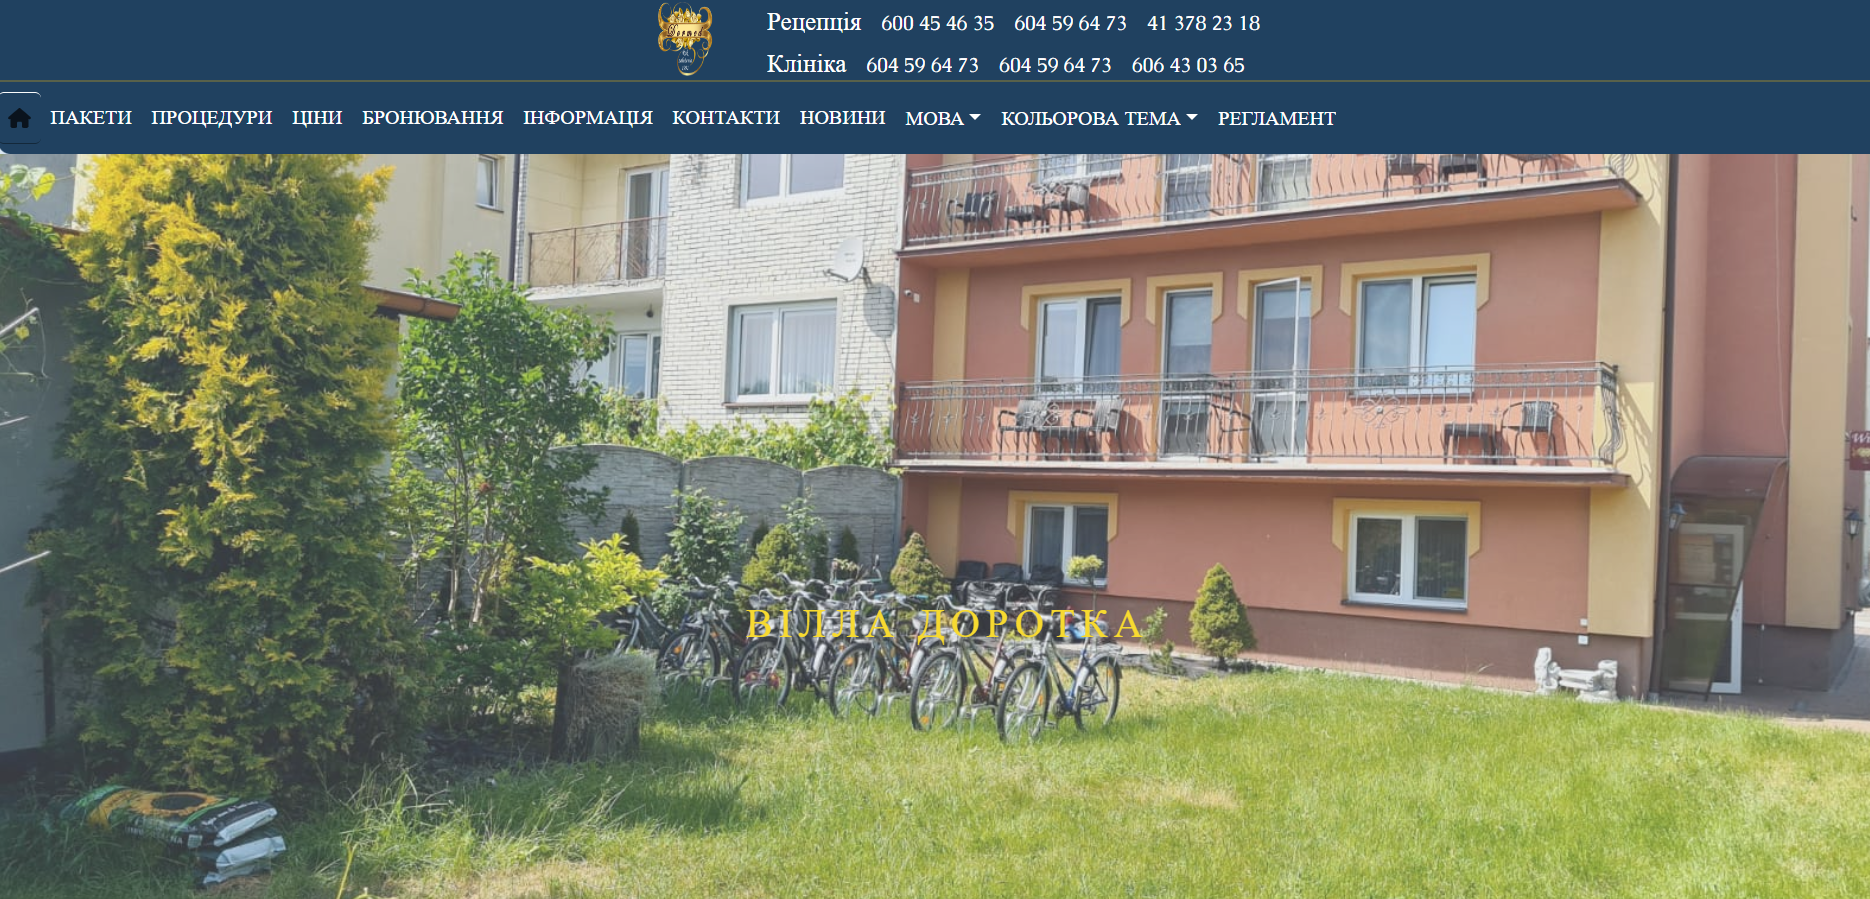 Рецепція 600 45 46 35 604 59 64 73 41 378 23 18
Клініка 604 59 64 73 604 59 64 73 606 43 03 65
ПАКЕТИ ПРОЦЕДУРИ ЦІНИ БРОНЮВАННЯ ІНФОРМАЦІЯ КОНТАКТИ НОВИНИ МОВА КОЛЬОРОВА ТЕМА РЕГЛАМЕНТ
ВІЛЛА ДОРОТКА